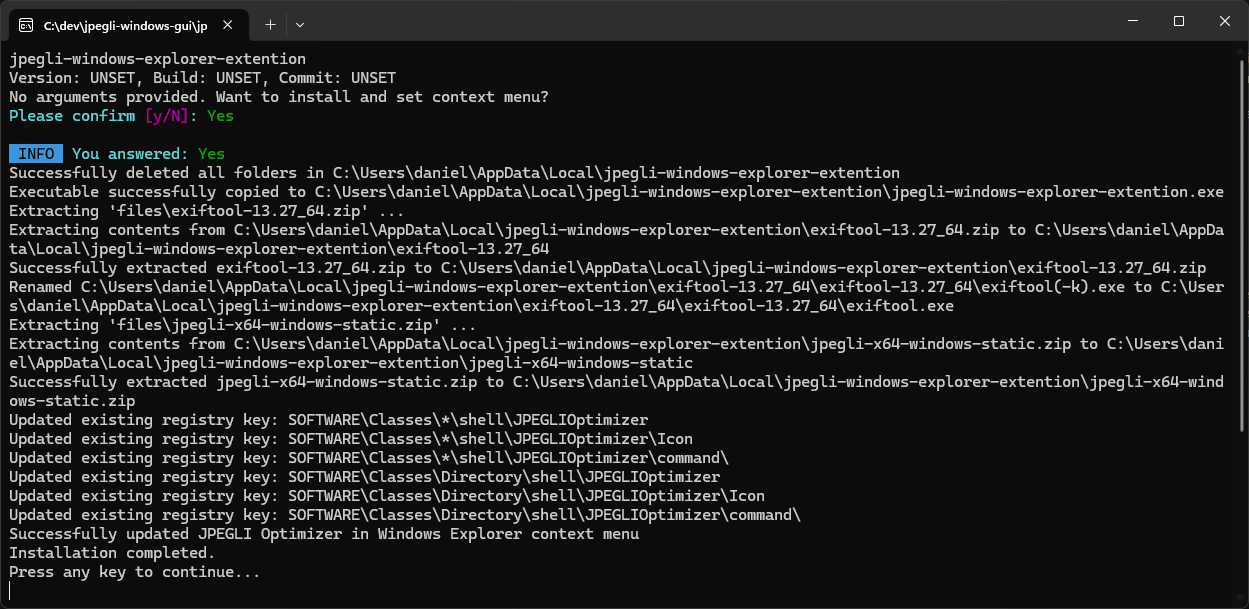 C:\dev\jpegli-windows-gui\jp
jpegli-windows-explorer-extention
Version: UNSET, Build: UNSET, Commit: UNSET
No arguments provided. Want to install and set context menu?
Please confirm [y/N]: Yes
INFO You answered: Yes
Successfully deleted all folders in C:\Users\daniel\AppData\Local\jpegli-windows-explorer-extention
Executable successfully copied to C:\Users\daniel\AppData\Local\jpegli-windows-explorer-extention\jpegli-windows-explorer-extention.exe
Extracting 'files\exiftool-13.27_64.zip' ...
Extracting contents from C:\Users\daniel\AppData\Local\jpegli-windows-explorer-extention\exiftool-13.27_64.zip to C:\Users\daniel\AppDa
ta\Local\jpegli-windows-explorer-extention\exiftool-13.27_64
Successfully extracted exiftool-13.27_64.zip to C:\Users\daniel\AppData\Local\jpegli-windows-explorer-extention\exiftool-13.27_64.zip
Renamed C:\Users\daniel\AppData\Local\jpegli-windows-explorer-extention\exiftool-13.27_64\exiftool-13.27_64\exiftool(-k).exe to C:\User
s\daniel\AppData\Local\jpegli-windows-explorer-extention\exiftool-13.27_64\exiftool-13.27_64\exiftool.exe
Extracting 'files\jpegli-x64-windows-static.zip' ...
Extracting contents from C:\Users\daniel\AppData\Local\jpegli-windows-explorer-extention\jpegli-x64-windows-static.zip to C:\Users\dani
el\AppData\Local\jpegli-windows-explorer-extention\jpegli-x64-windows-static
Successfully extracted jpegli-x64-windows-static.zip to C:\Users\daniel\AppData\Local\jpegli-windows-explorer-extention\jpegli-x64-wind
ows-static.zip
Updated existing registry key: SOFTWARE\Classes\*\shell\JPEGLIOptimizer
Updated existing registry key: SOFTWARE\Classes\*\shell\JPEGLIOptimizer\Icon
Updated existing registry key: SOFTWARE\Classes\*\shell\JPEGLIOptimizer\command\
Updated existing registry key: SOFTWARE\Classes\Directory\shell\JPEGLIOptimizer
Updated existing registry key: SOFTWARE\Classes\Directory\shell\JPEGLIOptimizer\Icon
Updated existing registry key: SOFTWARE\Classes\Directory\shell\JPEGLIOptimizer\command\
Successfully updated JPEGLI Optimizer in Windows Explorer context menu
Installation completed.
Press any key to continue...